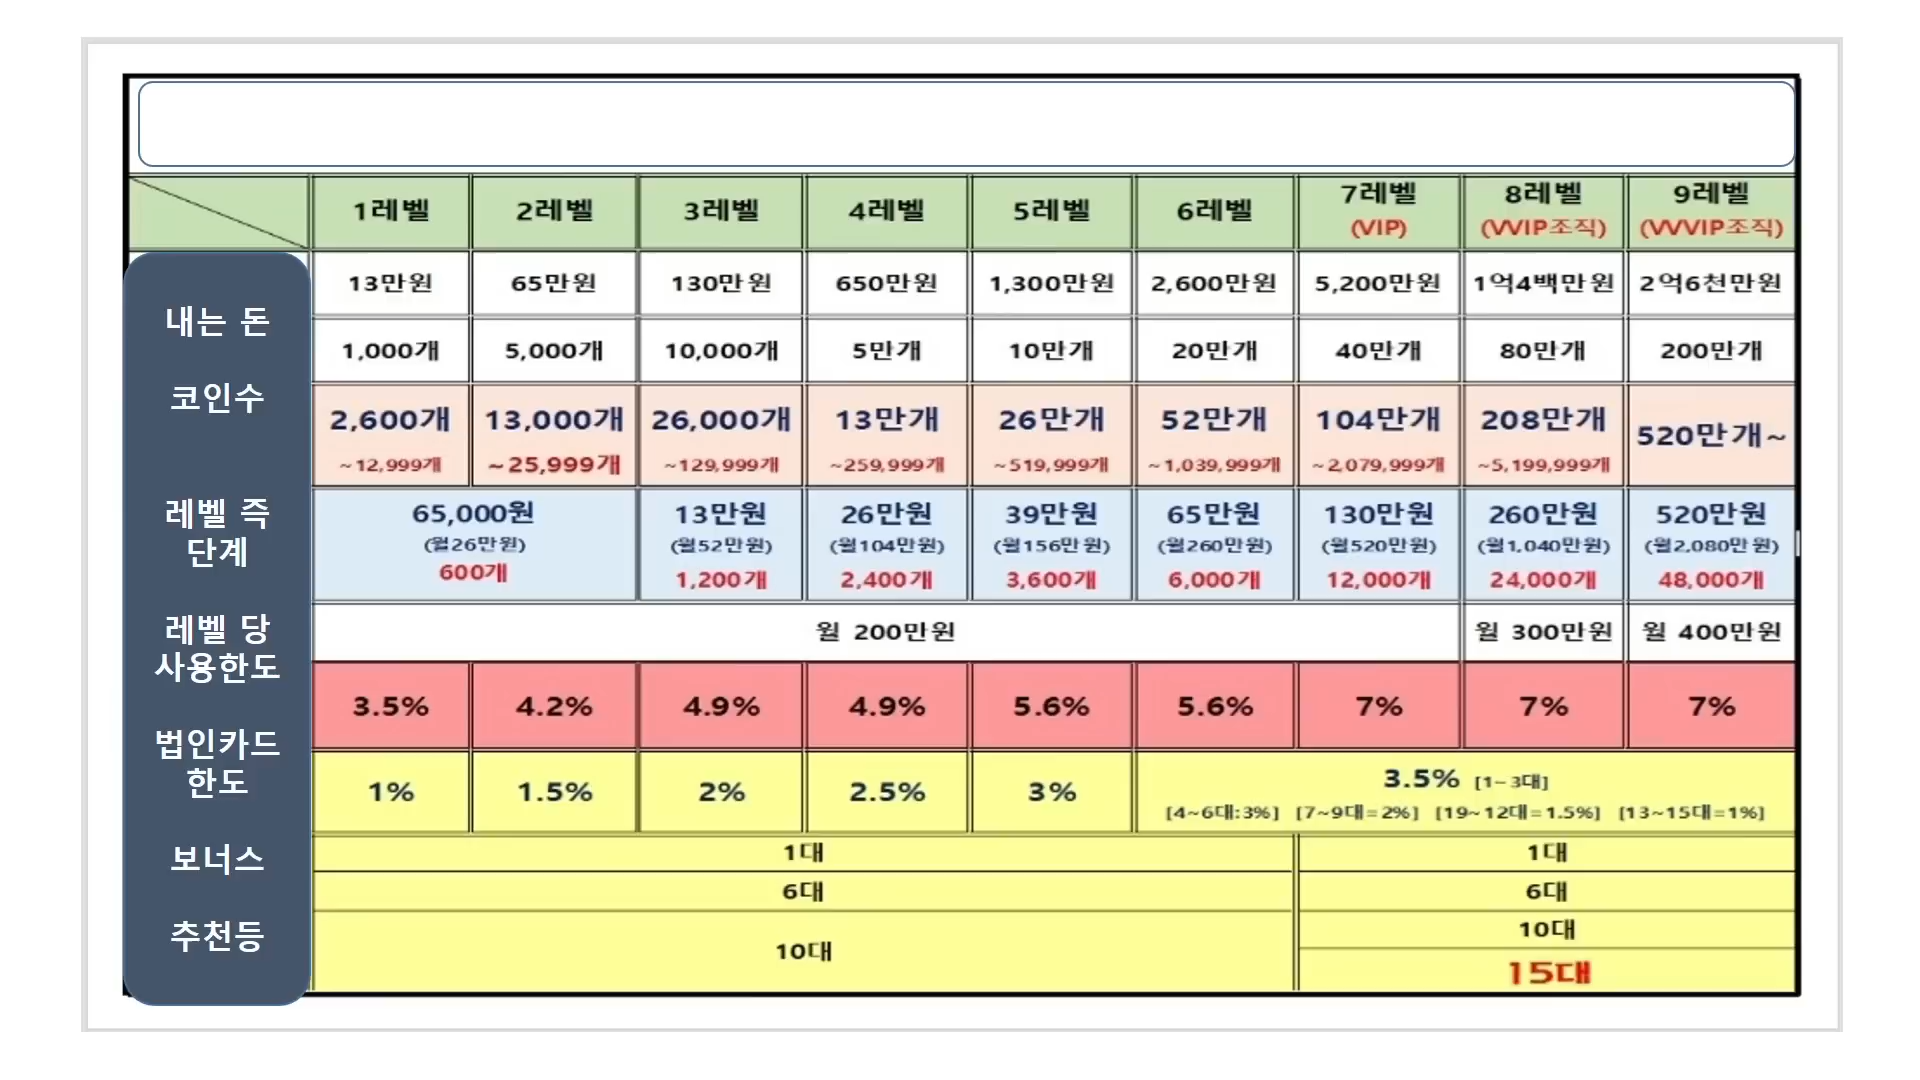 1레벨 2레벨 3레벨 4레벨 5레벨 6레벨 7레벨 8레벨 9레벨
(VIP) (VVIP조직) (VVVIP조직)
내는 돈
13만원 65만원 130만원 650만원 1,300만원 2,600만원 5,200만원 1억4백만원 2억6천만원
코인수
1,000개 5,000개 10,000개 5만개 10만개 20만개 40만개 80만개 200만개
레벨 즉
단계
2,600개 13,000개 26,000개 13만개 26만개 52만개 104만개 208만개 520만개~
~12,999개 ~25,999개 ~129,999개 ~259,999개 ~519,999개 ~1,039,999개 ~2,079,999개 ~5,199,999개
레벨 당
사용한도
65,000원 13만원 26만원 39만원 65만원 130만원 260만원 520만원
(월26만원) (월52만원) (월104만원) (월156만원) (월260만원) (월520만원) (월1,040만원) (월2,080만원)
600개 1,200개 2,400개 3,600개 6,000개 12,000개 24,000개 48,000개
법인카드
한도
월 200만원 월 300만원 월 400만원
보너스
3.5% 4.2% 4.9% 4.9% 5.6% 5.6% 7% 7% 7%
추천등
1% 1.5% 2% 2.5% 3% 3.5% [1~3대]
[4~6대:3%] [7~9대=2%] [19~12대=1.5%] [13~15대=1%]
1대 1대
6대 6대
10대 10대
15대